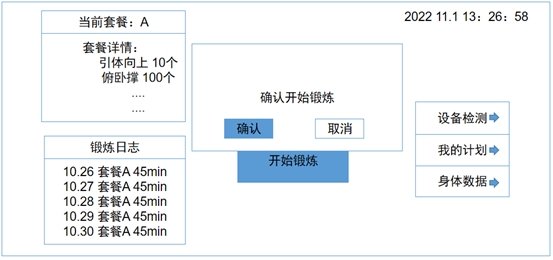 当前套餐：A
2022 11.1 13：26：58
套餐详情：
引体向上 10个
俯卧撑 100个
....
....
确认开始锻炼
确认
取消
开始锻炼
设备检测
我的计划
身体数据
锻炼日志
10.26 套餐A 45min
10.27 套餐A 45min
10.28 套餐A 45min
10.29 套餐A 45min
10.30 套餐A 45min